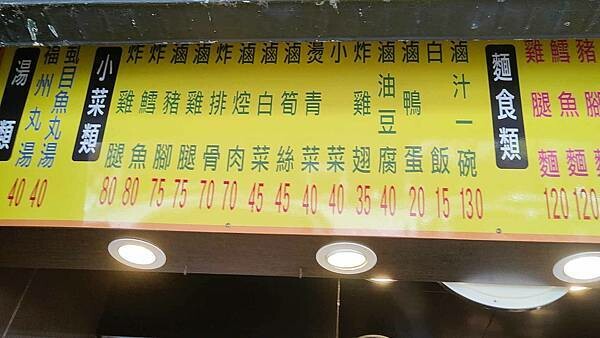 湯類
福州丸湯 40
虱目魚丸湯 40
小菜類
炸雞腿 80
炸鱈魚 80
滷豬腳 75
滷雞腿 75
炸排骨 70
滷控肉 70
滷白菜 45
滷筍絲 45
燙青菜 40
小菜 40
炸雞翅 35
滷油豆腐 40
滷鴨蛋 20
白飯 15
滷汁一碗 130
麵食類
雞腿麵 120
鱈魚麵 120
豬腳麵